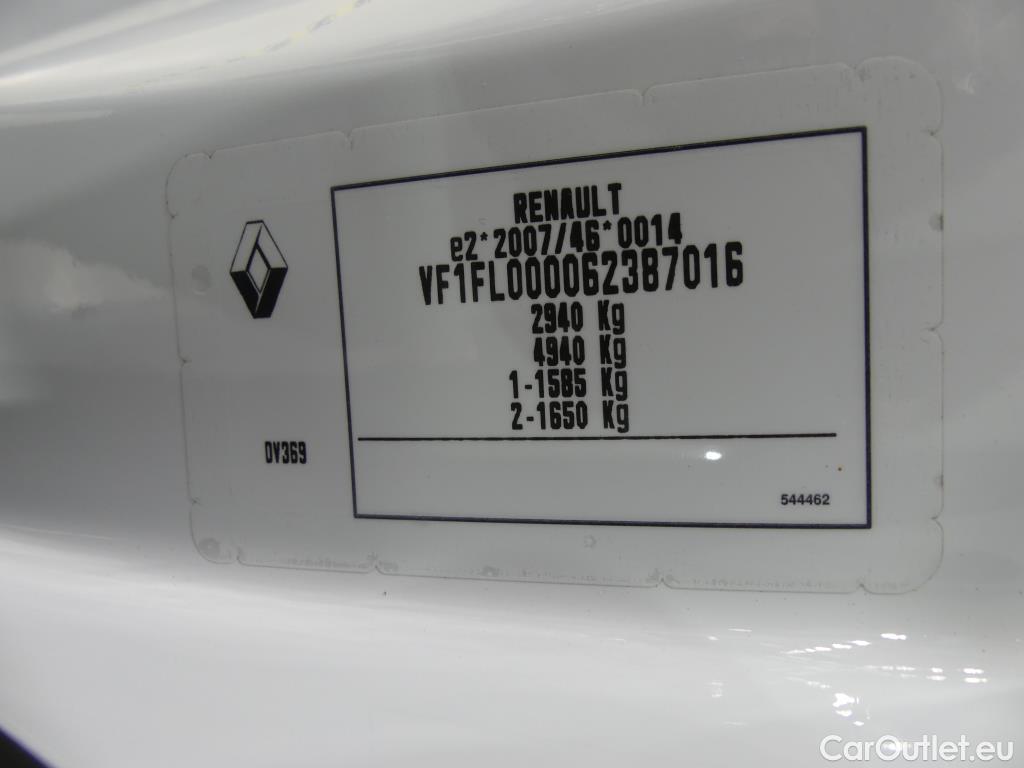 RENAULT
e2*2007/46*0014
VF1FL000062387016
2940 Kg
4940 Kg
1-1585 Kg
2-1650 Kg
DV369
544462
CarOutlet.eu